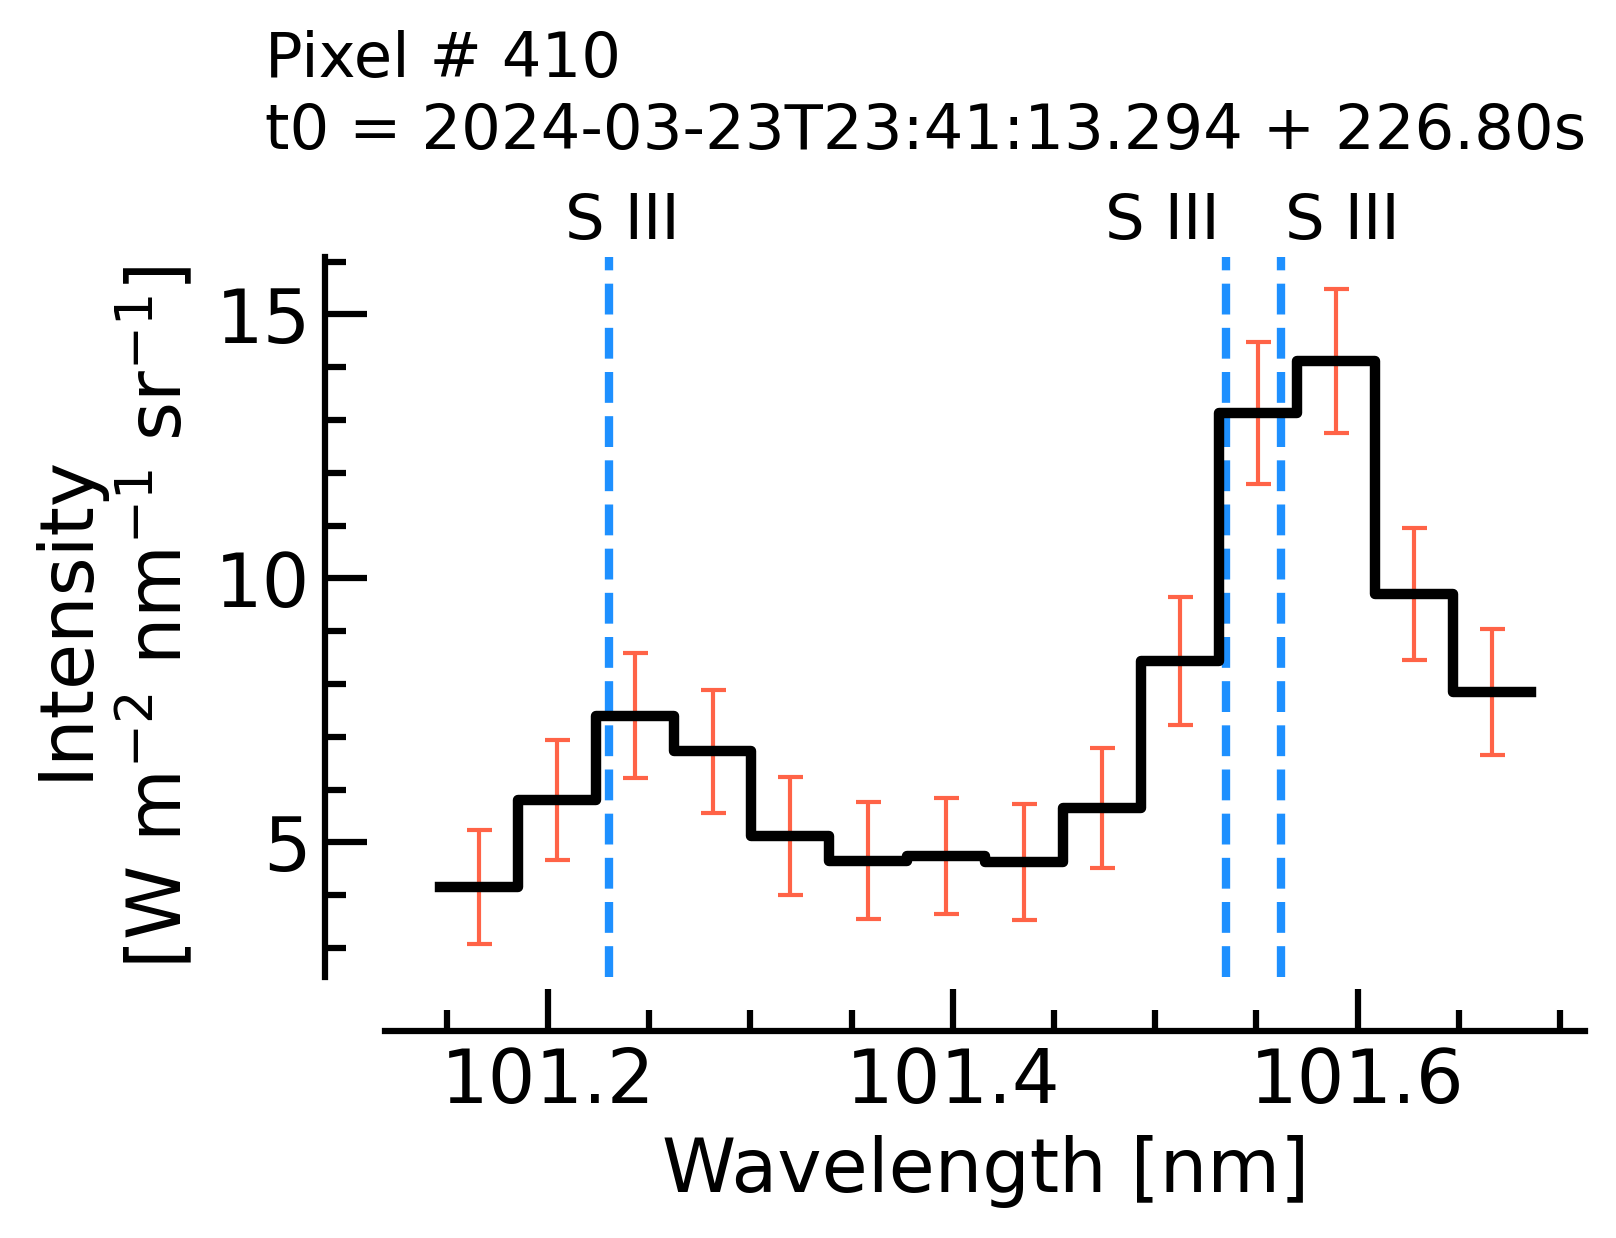 Pixel # 410
t0 = 2024-03-23T23:41:13.294 + 226.80s
S III S III S III
Intensity
[W m⁻² nm⁻¹ sr⁻¹]
15
10
5
101.2 101.4 101.6
Wavelength [nm]